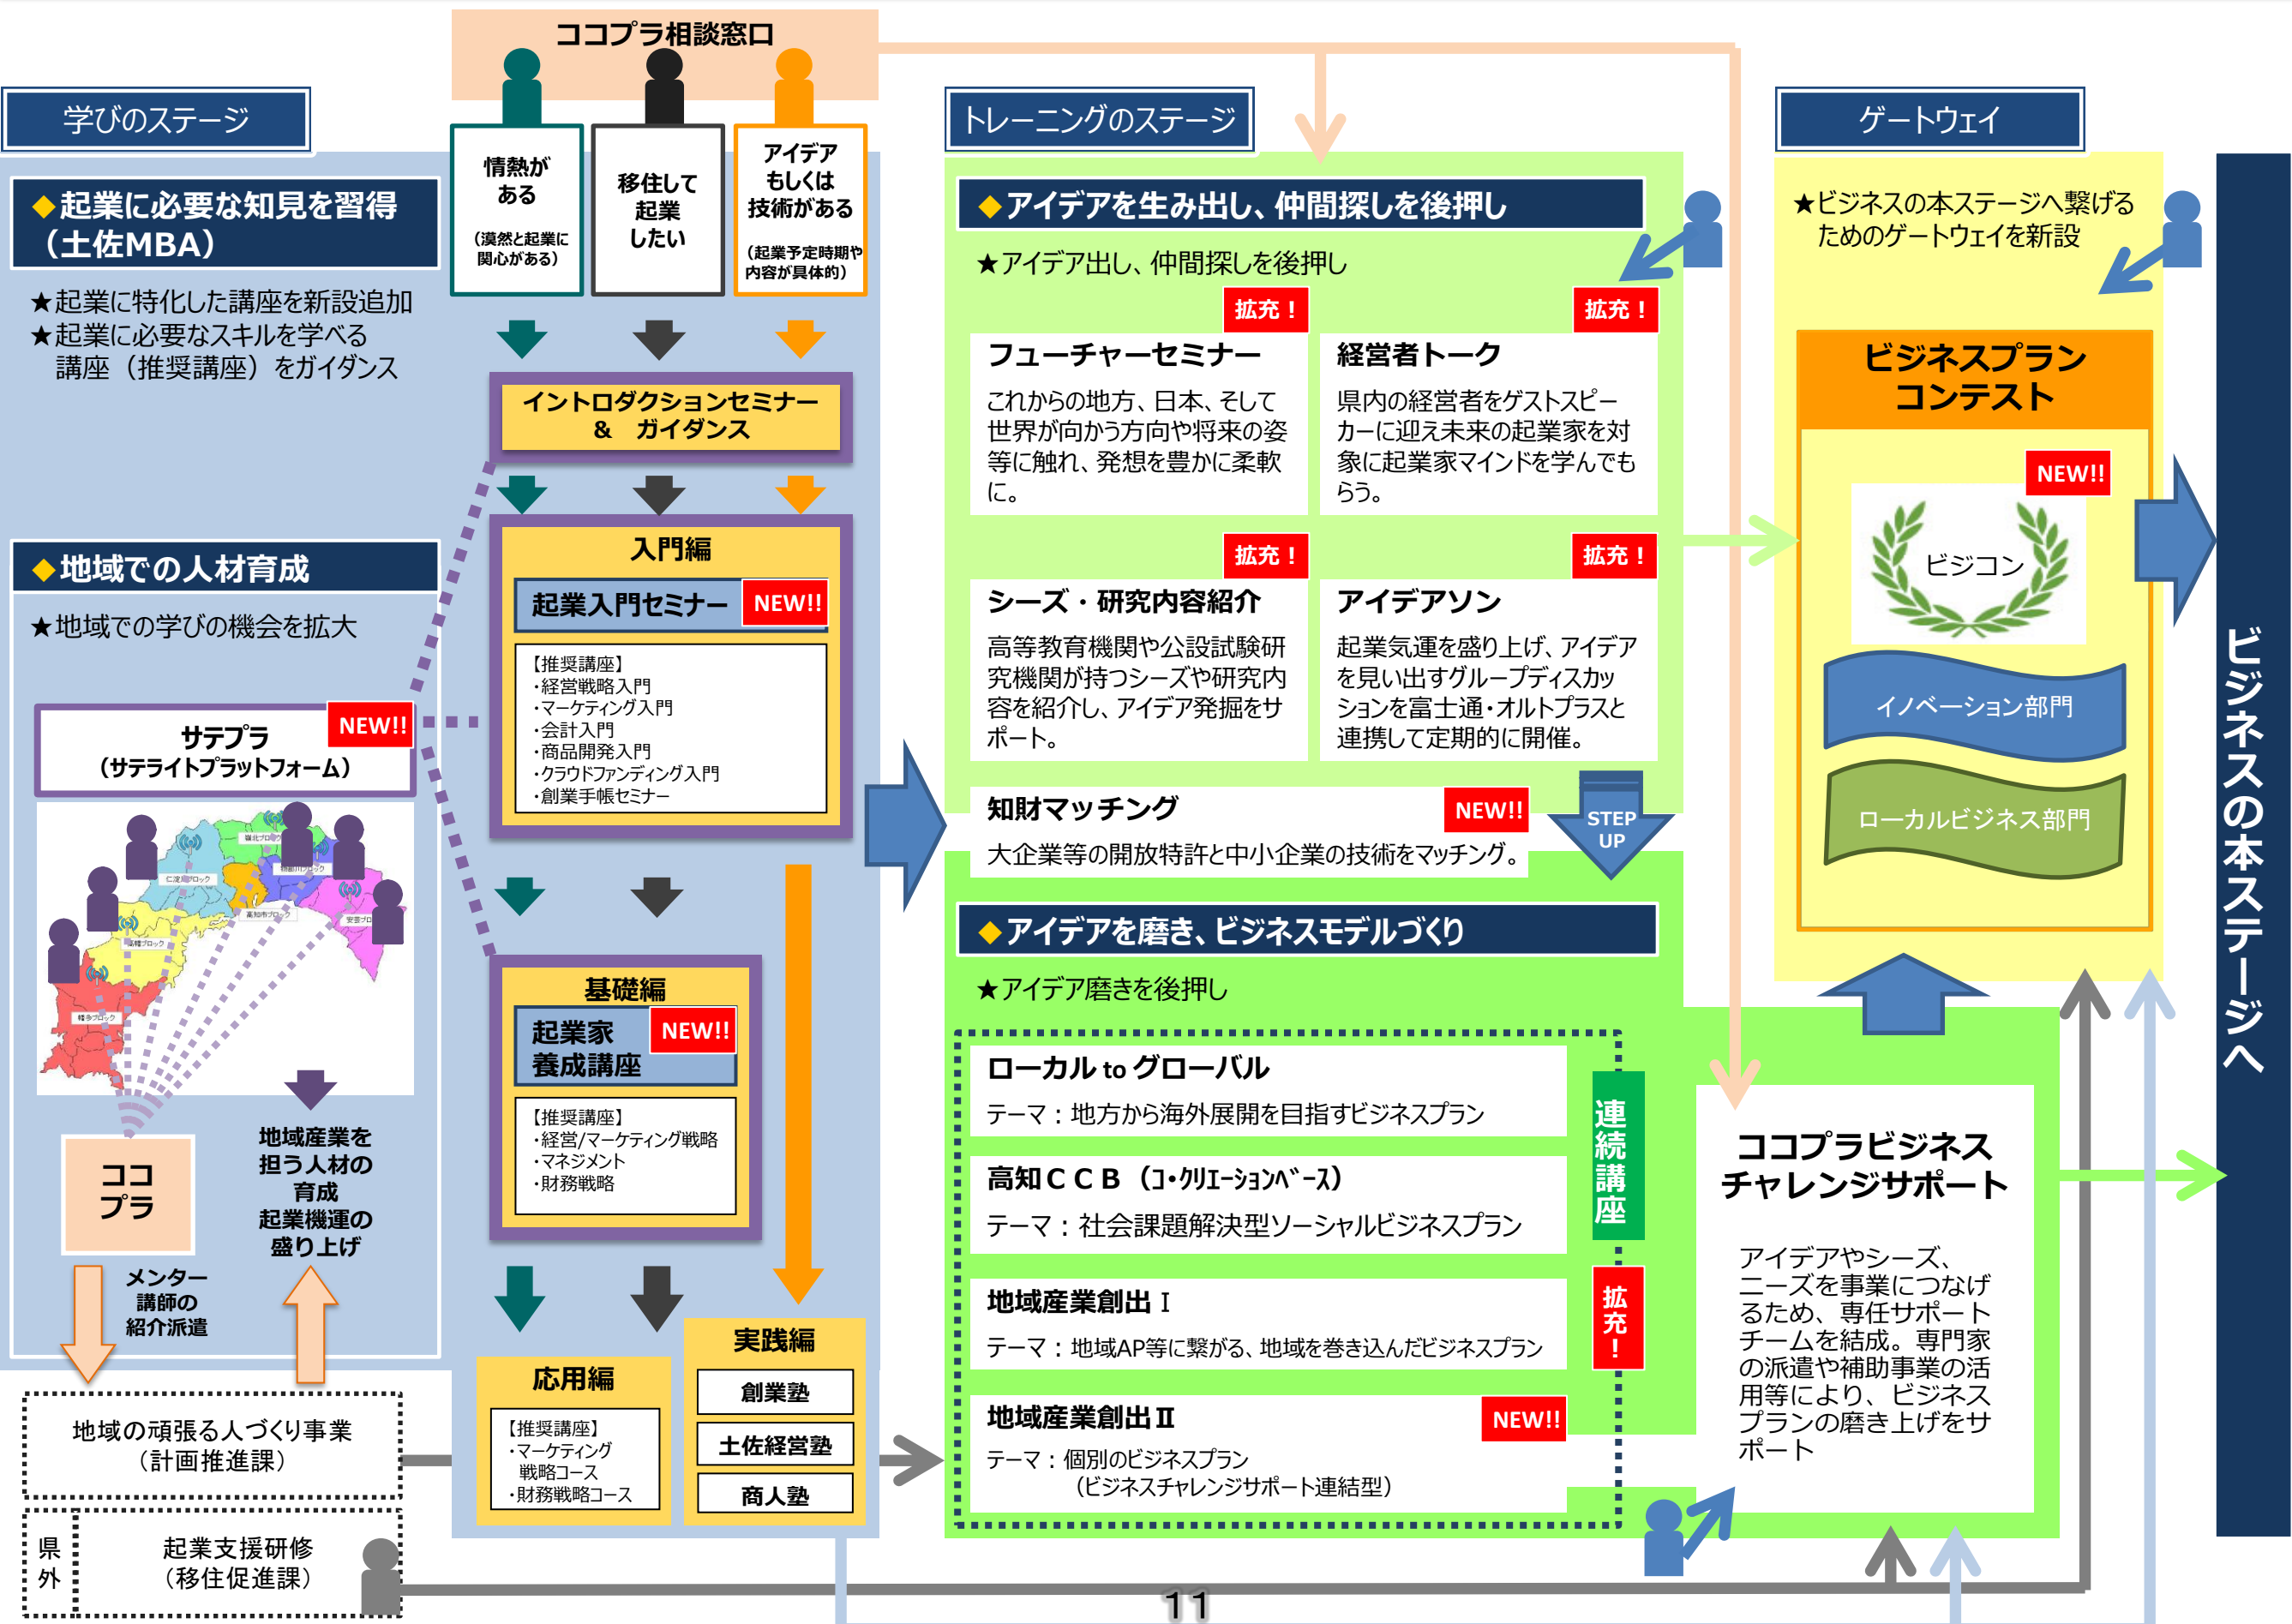 ココプラ相談窓口
学びのステージ
◆起業に必要な知見を習得
(土佐MBA)
★起業に特化した講座を新設追加
★起業に必要なスキルを学べる
講座（推奨講座）をガイダンス
◆地域での人材育成
★地域での学びの機会を拡大
サテプラ
（サテライトプラットフォーム）
NEW!!
嶺北ブロック
仁淀川ブロック
物部川ブロック
高知市ブロック
安芸ブロ
高幡ブロック
幡多ブロック
ココ
プラ
地域産業を
担う人材の
育成
起業機運の
盛り上げ
メンター
講師の
紹介派遣
地域の頑張る人づくり事業
（計画推進課）
県
外
起業支援研修
（移住促進課）
情熱が
ある
（漠然と起業に
関心がある）
移住して
起業
したい
アイデア
もしくは
技術がある
（起業予定時期や
内容が具体的）
イントロダクションセミナー
&　ガイダンス
入門編
起業入門セミナー
NEW!!
【推奨講座】
・経営戦略入門
・マーケティング入門
・会計入門
・商品開発入門
・クラウドファンディング入門
・創業手帳セミナー
基礎編
起業家
養成講座
NEW!!
【推奨講座】
・経営/マーケティング戦略
・マネジメント
・財務戦略
応用編
【推奨講座】
・マーケティング
戦略コース
・財務戦略コース
実践編
創業塾
土佐経営塾
商人塾
トレーニングのステージ
◆アイデアを生み出し、仲間探しを後押し
★アイデア出し、仲間探しを後押し
拡充！
フューチャーセミナー
これからの地方、日本、そして
世界が向かう方向や将来の姿
等に触れ、発想を豊かに柔軟
に。
拡充！
経営者トーク
県内の経営者をゲストスピー
カーに迎え未来の起業家を対
象に起業家マインドを学んでも
らう。
拡充！
シーズ・研究内容紹介
高等教育機関や公設試験研
究機関が持つシーズや研究内
容を紹介し、アイデア発掘をサ
ポート。
拡充！
アイデアソン
起業気運を盛り上げ、アイデア
を見い出すグループディスカッ
ションを富士通・オルトプラスと
連携して定期的に開催。
知財マッチング
NEW!!
大企業等の開放特許と中小企業の技術をマッチング。
STEP
UP
◆アイデアを磨き、ビジネスモデルづくり
★アイデア磨きを後押し
ローカル to グローバル
テーマ：地方から海外展開を目指すビジネスプラン
高知ＣＣＢ（ｺ・ｸﾘｴｰｼｮﾝﾍﾞｰｽ）
テーマ：社会課題解決型ソーシャルビジネスプラン
地域産業創出Ⅰ
テーマ：地域AP等に繋がる、地域を巻き込んだビジネスプラン
地域産業創出Ⅱ
NEW!!
テーマ：個別のビジネスプラン
（ビジネスチャレンジサポート連結型）
連続講座
拡充！
ココプラビジネス
チャレンジサポート
アイデアやシーズ、
ニーズを事業につなげ
るため、専任サポート
チームを結成。専門家
の派遣や補助事業の活
用等により、ビジネス
プランの磨き上げをサ
ポート
ゲートウェイ
★ビジネスの本ステージへ繋げる
ためのゲートウェイを新設
ビジネスプラン
コンテスト
NEW!!
ビジコン
イノベーション部門
ローカルビジネス部門
ビジネスの本ステージへ
11